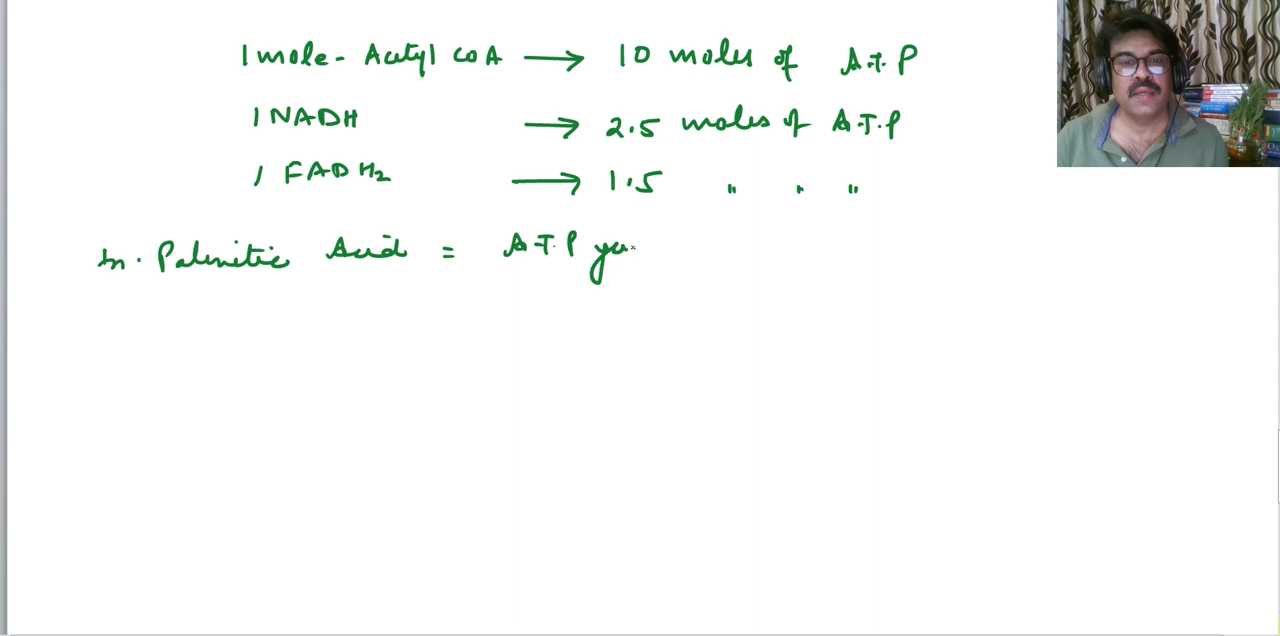 1 mole - Acetyl CoA → 10 moles of A.T.P
1 NADH → 2.5 moles of A.T.P
1 FADH2 → 1.5 " " "
In. Palmitic Acid = A.T.P